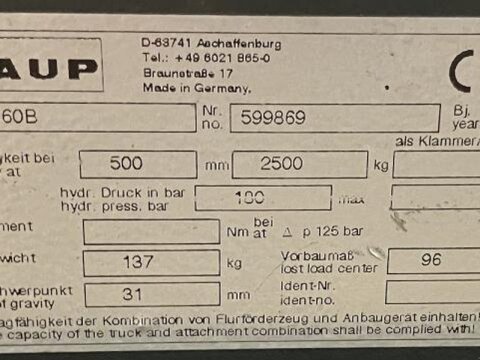 AUP
D-63741 Aschaffenburg
Tel.: +49 6021 865-0
Braunstraße 17
Made in Germany.
C
60B
Nr. no. 599869
Bj. year
als Klammer/
gkeit bei
at 500 mm 2500 kg
hydr. Druck in bar
hydr. press. bar 100 max
ment Nm bei at Δ p 125 bar
wicht 137 kg
Vorbaumaß
lost load center 96
hwerpunkt
of gravity 31 mm
Ident-Nr.
ident-no.
agfähigkeit der Kombination von Flurförderzeug und Anbaugerät einhalten!
e capacity of the truck and attachment combination shall be complied with!